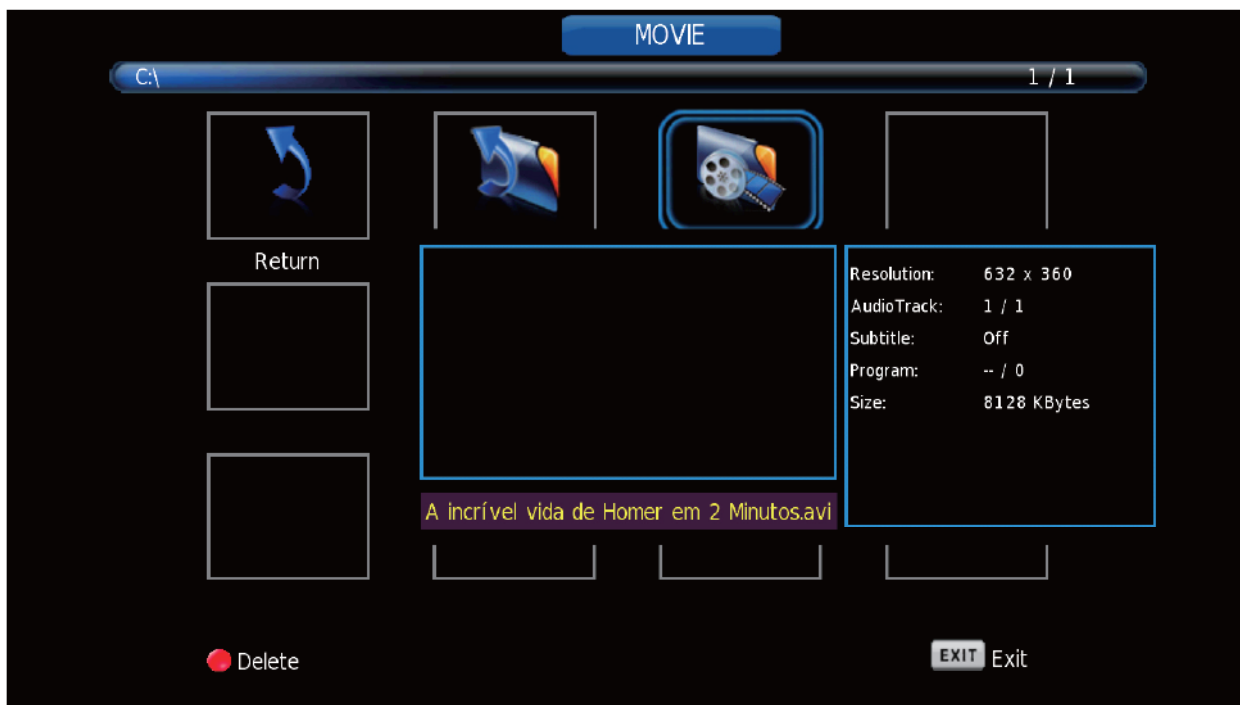 MOVIE
C:\ 1 / 1
Return
Resolution: 632 x 360
AudioTrack: 1 / 1
Subtitle: Off
Program: -- / 0
Size: 8128 KBytes
A incrível vida de Homer em 2 Minutos.avi
Delete
EXIT Exit